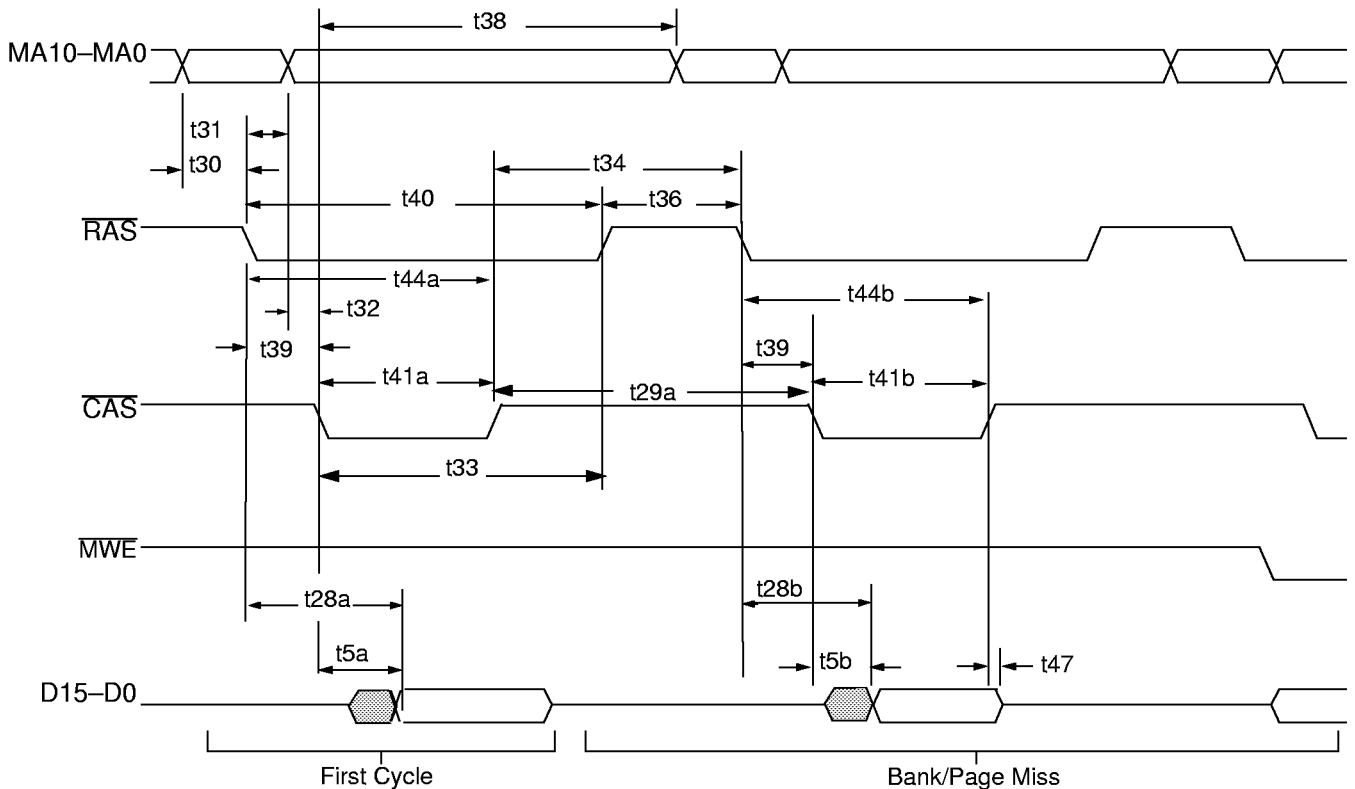 t38
MA10–MA0
t31
t30
t34
t40
t36
RAS
t44a
t44b
t32
t39
t39
t41a
t41b
t29a
CAS
t33
MWE
t28a
t28b
t5a
t5b
t47
D15–D0
First Cycle
Bank/Page Miss